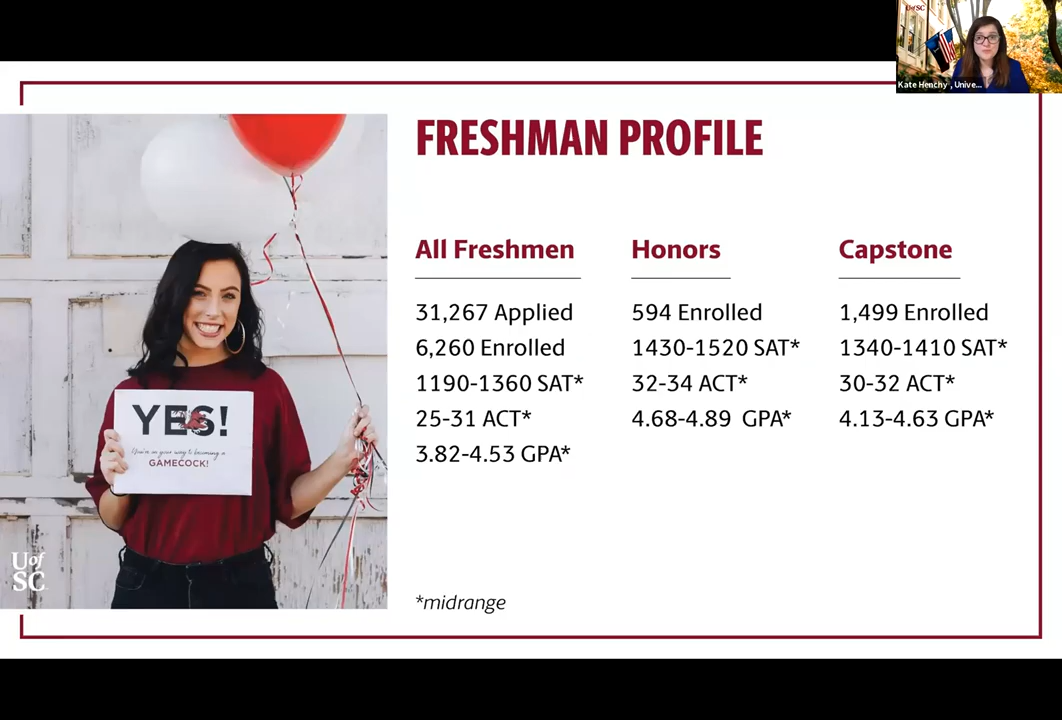 UofSC
Kate Henchy , Unive...
FRESHMAN PROFILE
All Freshmen
31,267 Applied
6,260 Enrolled
1190-1360 SAT*
25-31 ACT*
3.82-4.53 GPA*
Honors
594 Enrolled
1430-1520 SAT*
32-34 ACT*
4.68-4.89 GPA*
Capstone
1,499 Enrolled
1340-1410 SAT*
30-32 ACT*
4.13-4.63 GPA*
YES!
You're on your way to becoming a
GAMECOCK!
U of
SC
*midrange